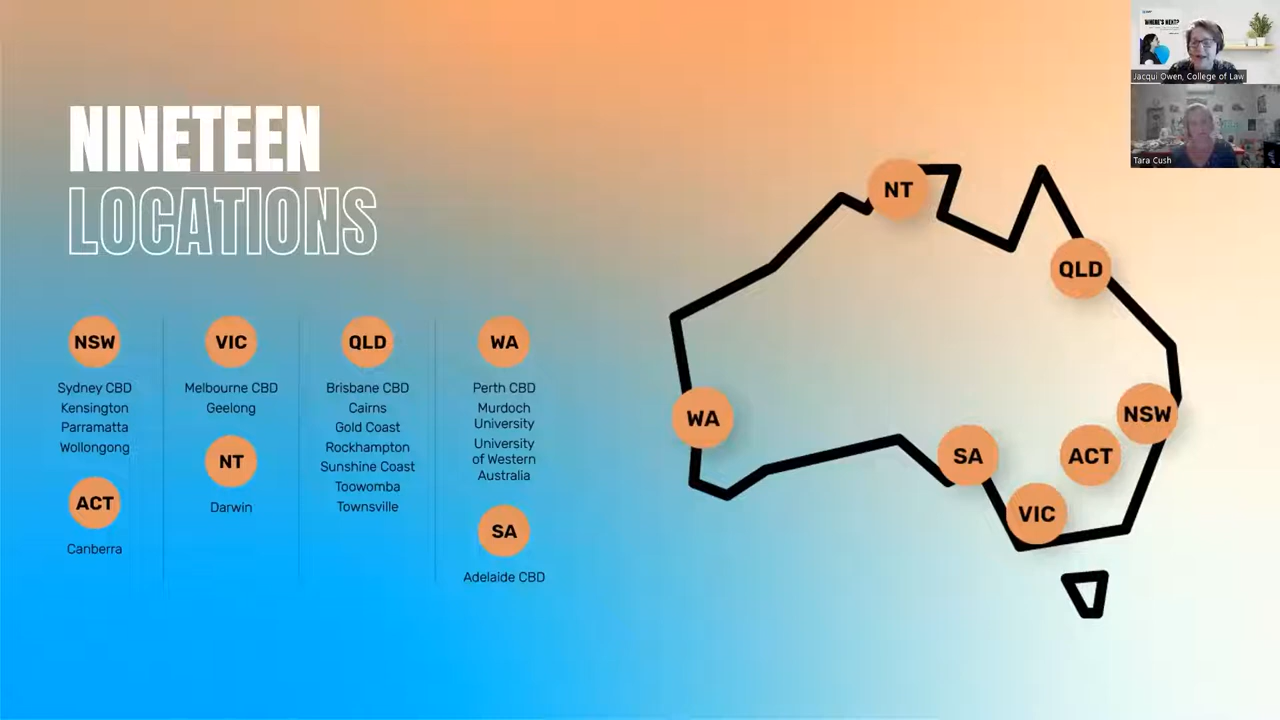 NINETEEN
LOCATIONS
NSW
Sydney CBD
Kensington
Parramatta
Wollongong
ACT
Canberra
VIC
Melbourne CBD
Geelong
NT
Darwin
QLD
Brisbane CBD
Cairns
Gold Coast
Rockhampton
Sunshine Coast
Toowomba
Townsville
WA
Perth CBD
Murdoch
University
University
of Western
Australia
SA
Adelaide CBD
NT
QLD
WA
NSW
SA
ACT
VIC
WHERE'S NEXT?
Jacqui Owen, College of Law
Tara Cush